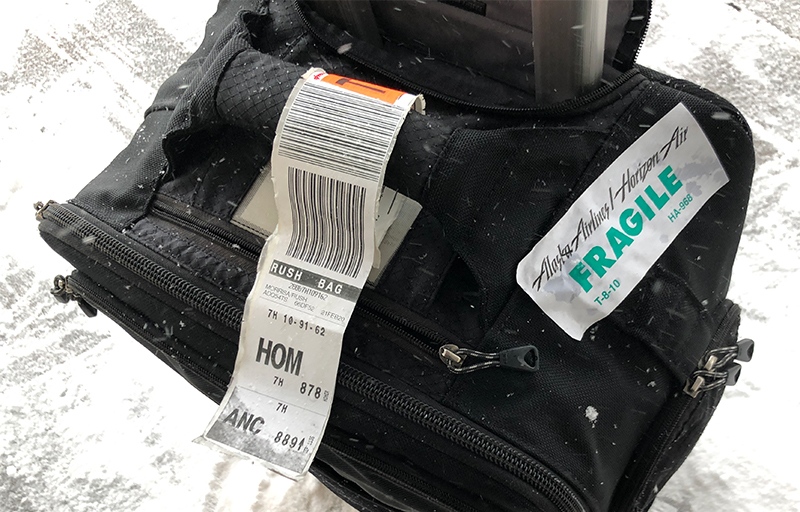 RUSH BAG
7H 10-91-62
HOM
7H 878
7H
ANC 889
Alaska Airlines / Horizon Air
FRAGILE
HA-966
T-8-10